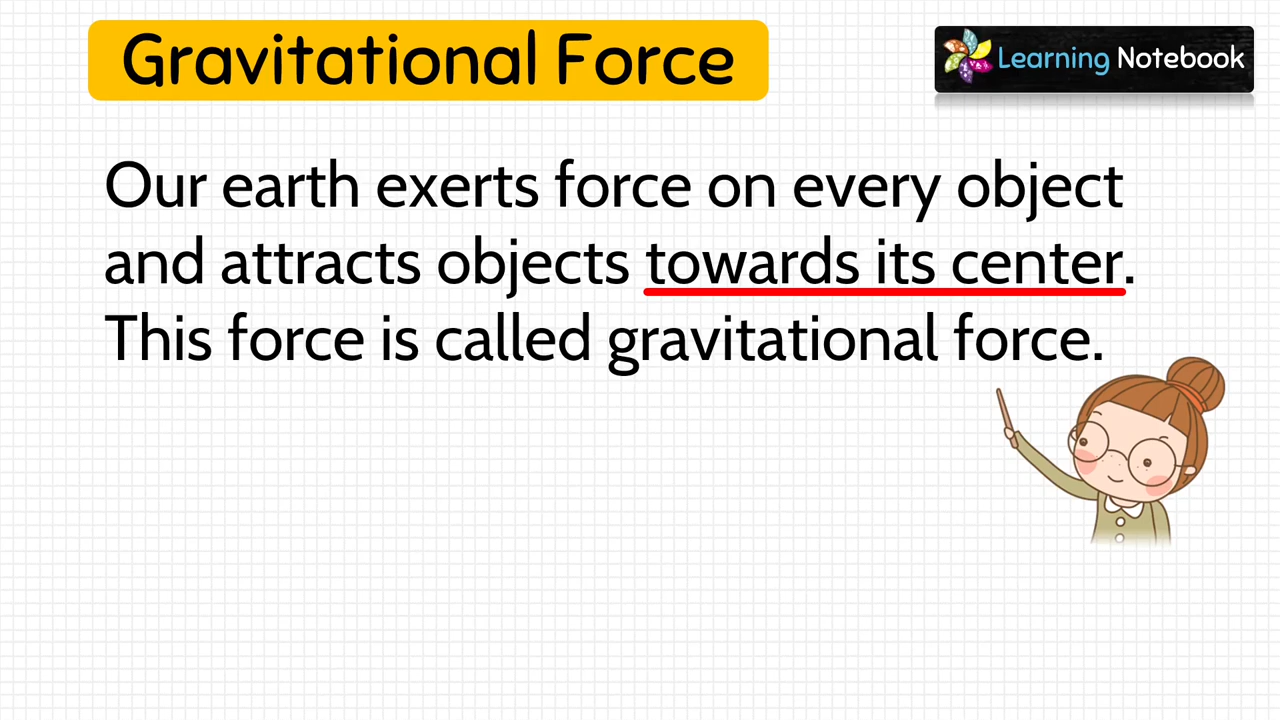 Gravitational Force
Learning Notebook
Our earth exerts force on every object
and attracts objects towards its center.
This force is called gravitational force.